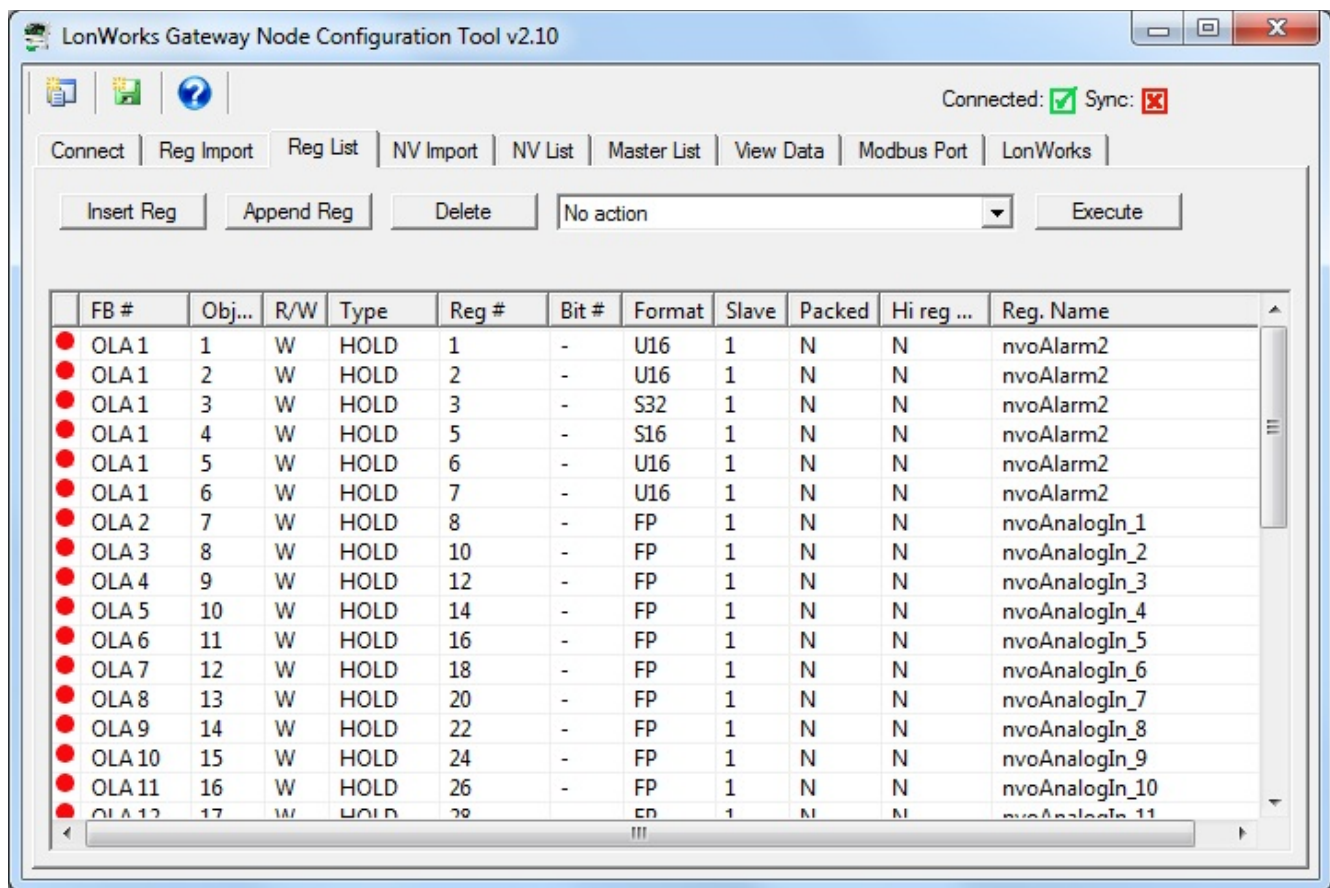 LonWorks Gateway Node Configuration Tool v2.10
Connected: Sync:
Connect Reg Import Reg List NV Import NV List Master List View Data Modbus Port LonWorks
Insert Reg Append Reg Delete No action Execute
FB # Obj... R/W Type Reg # Bit # Format Slave Packed Hi reg ... Reg. Name
OLA 1 1 W HOLD 1 - U16 1 N N nvoAlarm2
OLA 1 2 W HOLD 2 - U16 1 N N nvoAlarm2
OLA 1 3 W HOLD 3 - S32 1 N N nvoAlarm2
OLA 1 4 W HOLD 5 - S16 1 N N nvoAlarm2
OLA 1 5 W HOLD 6 - U16 1 N N nvoAlarm2
OLA 1 6 W HOLD 7 - U16 1 N N nvoAlarm2
OLA 2 7 W HOLD 8 - FP 1 N N nvoAnalogIn_1
OLA 3 8 W HOLD 10 - FP 1 N N nvoAnalogIn_2
OLA 4 9 W HOLD 12 - FP 1 N N nvoAnalogIn_3
OLA 5 10 W HOLD 14 - FP 1 N N nvoAnalogIn_4
OLA 6 11 W HOLD 16 - FP 1 N N nvoAnalogIn_5
OLA 7 12 W HOLD 18 - FP 1 N N nvoAnalogIn_6
OLA 8 13 W HOLD 20 - FP 1 N N nvoAnalogIn_7
OLA 9 14 W HOLD 22 - FP 1 N N nvoAnalogIn_8
OLA 10 15 W HOLD 24 - FP 1 N N nvoAnalogIn_9
OLA 11 16 W HOLD 26 - FP 1 N N nvoAnalogIn_10
OLA 12 17 W HOLD 28 FP 1 N N nvoAnalogIn_11